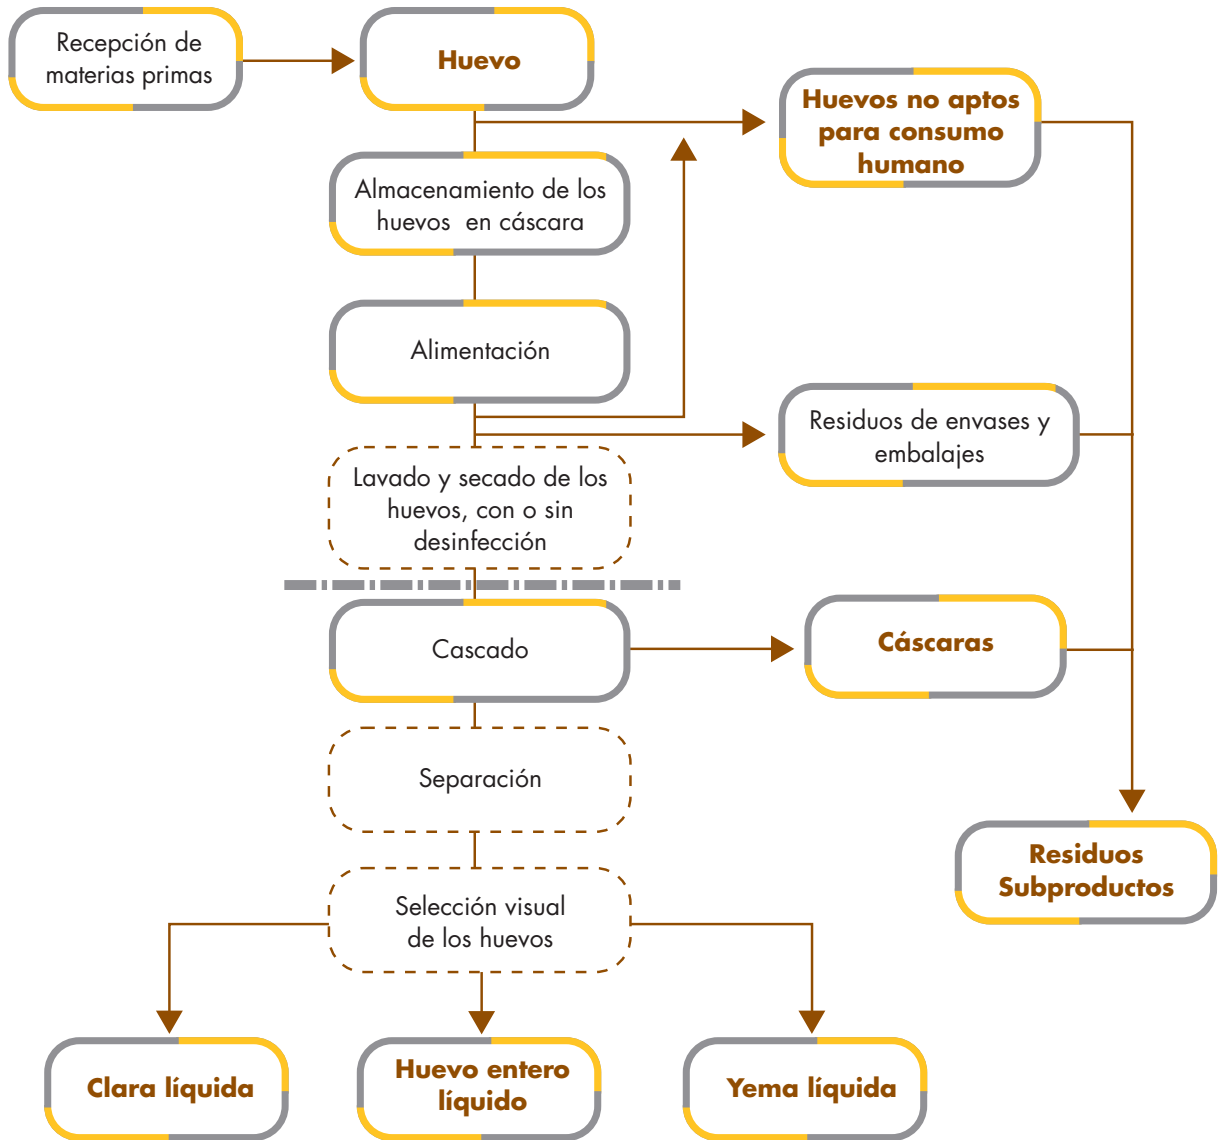 Recepción de
materias primas
Huevo
Huevos no aptos
para consumo
humano
Almacenamiento de los
huevos en cáscara
Alimentación
Residuos de envases y
embalajes
Lavado y secado de los
huevos, con o sin
desinfección
Cascado
Cáscaras
Separación
Residuos
Subproductos
Selección visual
de los huevos
Clara líquida
Huevo entero
líquido
Yema líquida